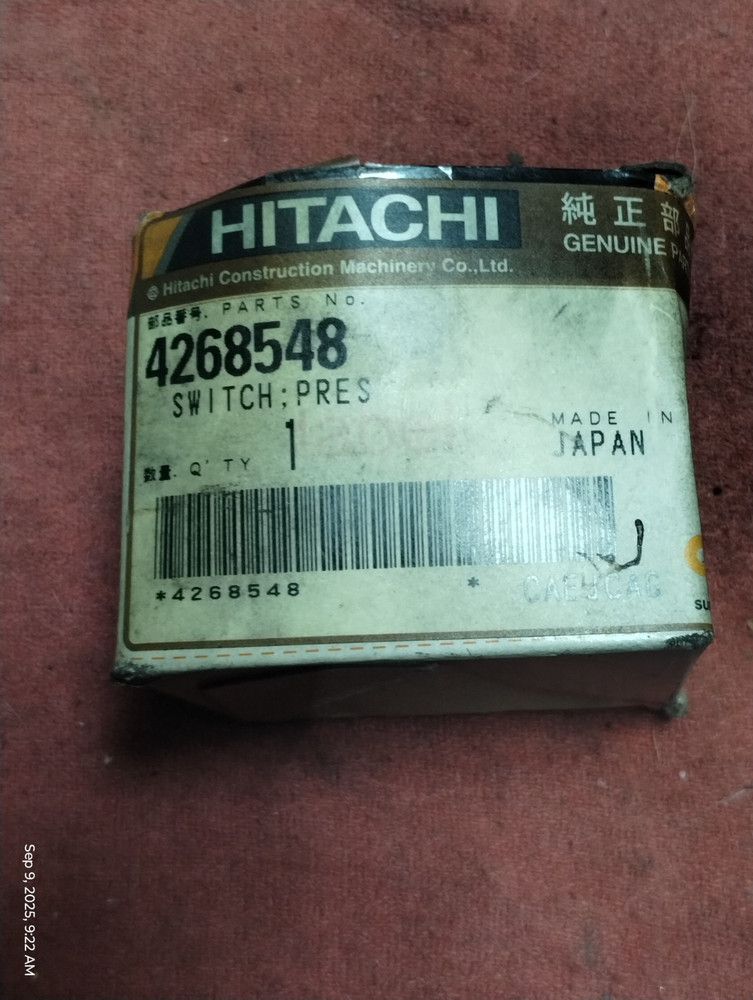 HITACHI
純正部
GENUINE
© Hitachi Construction Machinery Co.,Ltd.
部品番号. PARTS No.
4268548
SWITCH;PRES
MADE IN
JAPAN
数量. Q'TY 1
*4268548 *
Sep 9, 2025, 9:22 AM